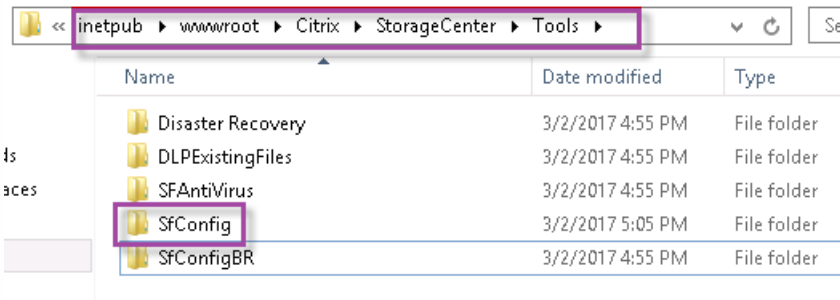 « inetpub ▸ wwwroot ▸ Citrix ▸ StorageCenter ▸ Tools ▸ Se
Name Date modified Type
Disaster Recovery 3/2/2017 4:55 PM File folder
ds DLPExistingFiles 3/2/2017 4:55 PM File folder
aces SFAntiVirus 3/2/2017 4:55 PM File folder
SfConfig 3/2/2017 5:05 PM File folder
SfConfigBR 3/2/2017 4:55 PM File folder